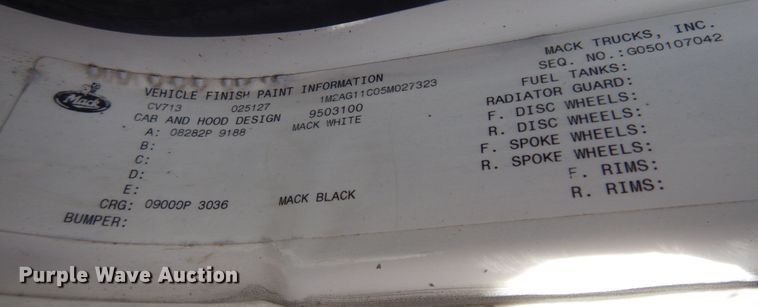 Mack
VEHICLE FINISH PAINT INFORMATION
CV713 025127 1M2AG11C05M027323
CAB AND HOOD DESIGN 9503100
A: 08282P 9188 MACK WHITE
B:
C:
D:
E:
CRG: 09000P 3036 MACK BLACK
BUMPER:
MACK TRUCKS, INC.
SEQ. NO.:G050107042
FUEL TANKS:
RADIATOR GUARD:
F. DISC WHEELS:
R. DISC WHEELS:
F. SPOKE WHEELS:
R. SPOKE WHEELS:
F. RIMS:
R. RIMS:
Purple Wave Auction